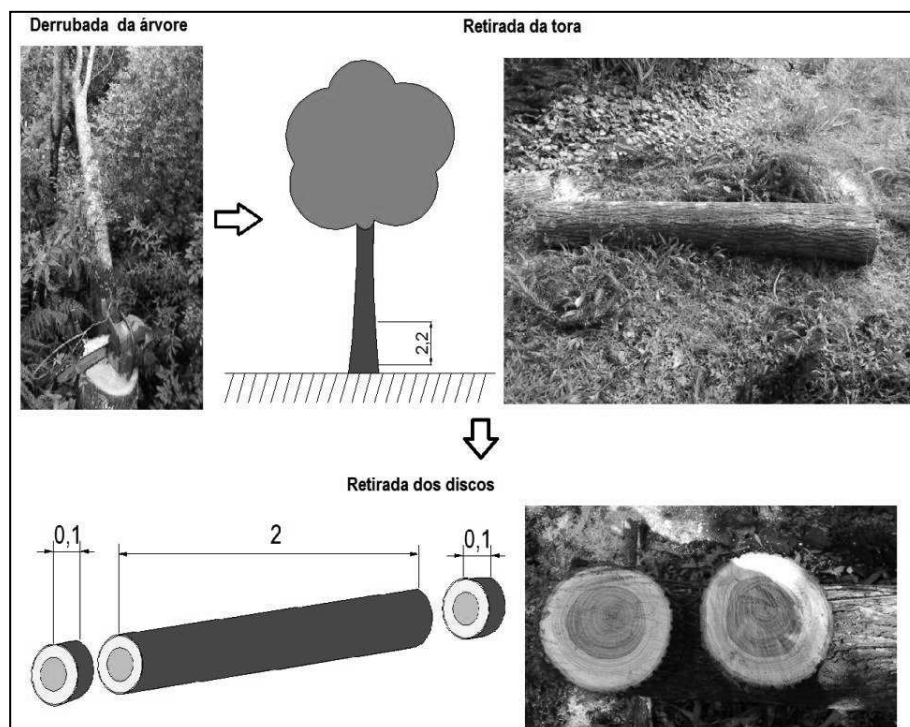 Derrubada da árvore
Retirada da tora
2,2
Retirada dos discos
0,1
2
0,1